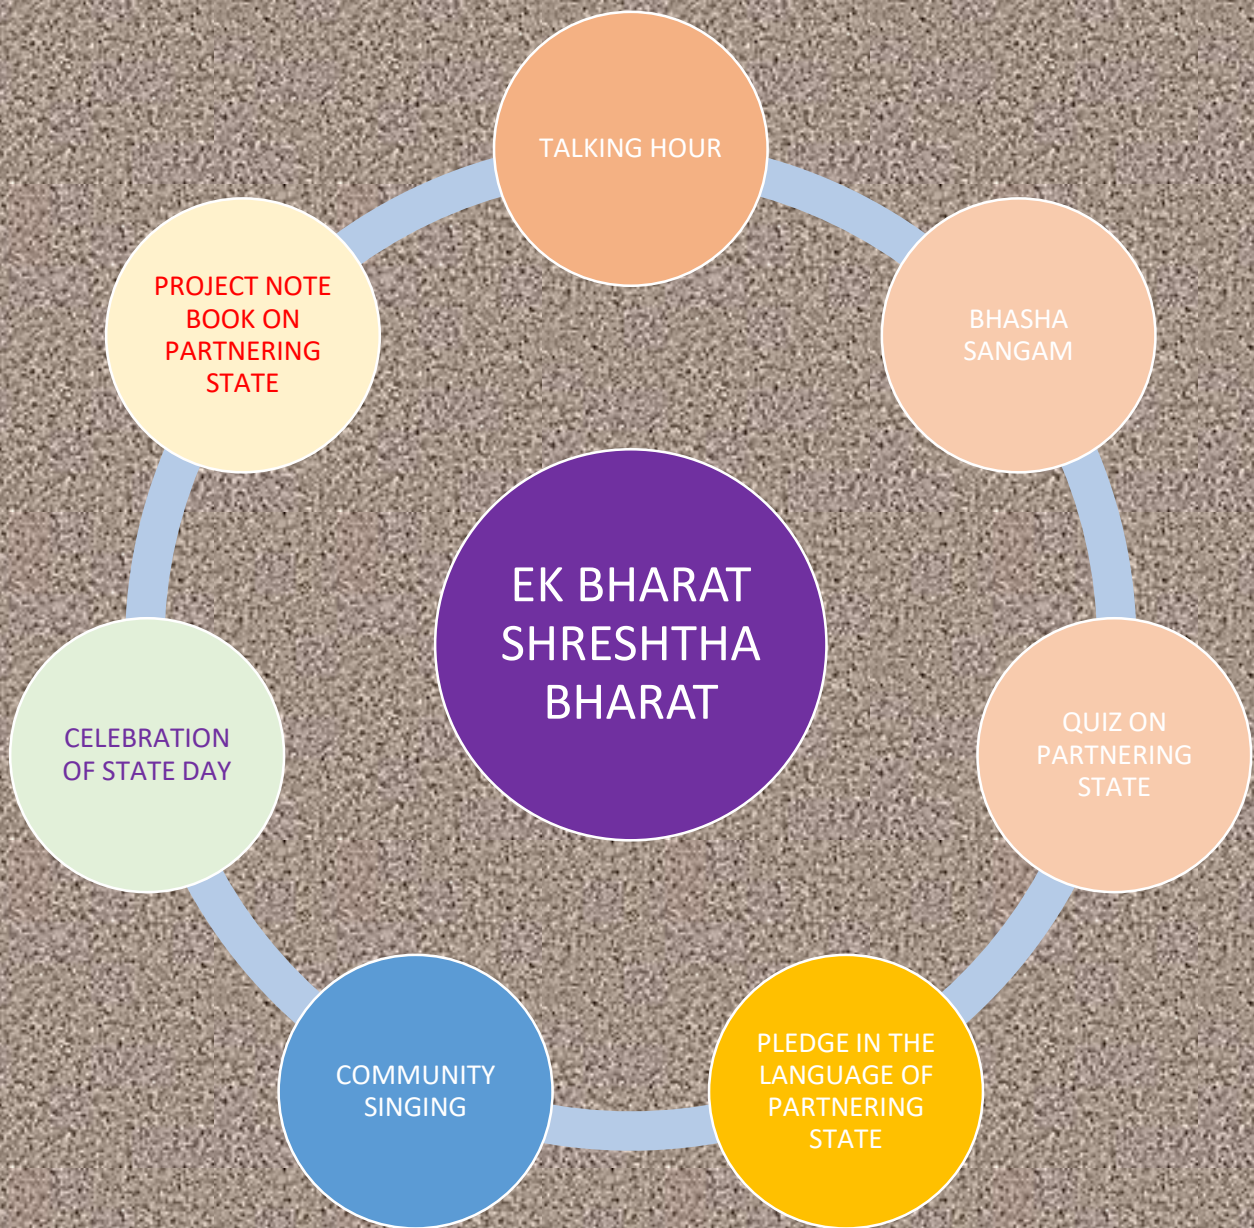 TALKING HOUR
BHASHA
SANGAM
QUIZ ON
PARTNERING
STATE
PLEDGE IN THE
LANGUAGE OF
PARTNERING
STATE
COMMUNITY
SINGING
CELEBRATION
OF STATE DAY
PROJECT NOTE
BOOK ON
PARTNERING
STATE
EK BHARAT
SHRESHTHA
BHARAT